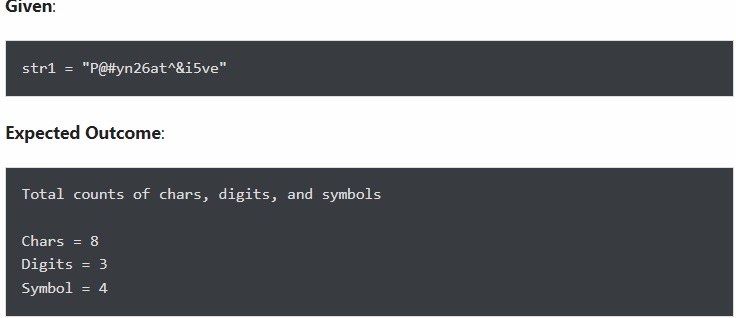 Given:
str1 = "P@#yn26at^&i5ve"
Expected Outcome:
Total counts of chars, digits, and symbols
Chars = 8
Digits = 3
Symbol = 4